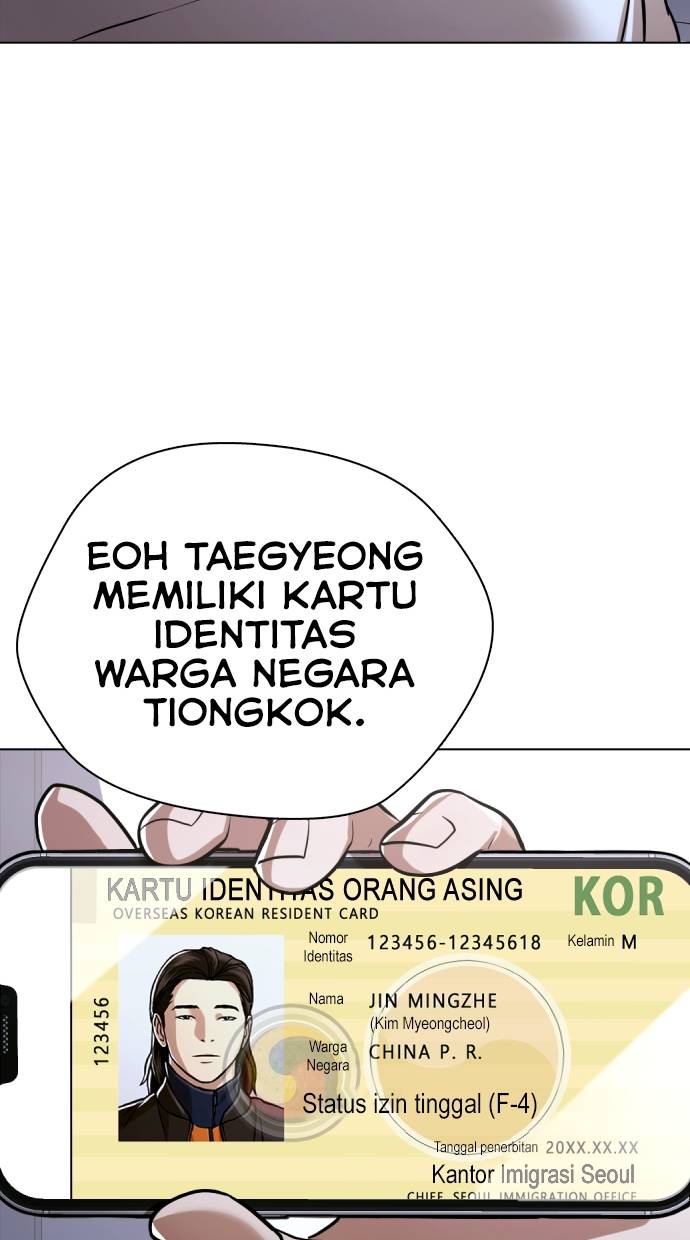 EOH TAEGYEONG
MEMILIKI KARTU
IDENTITAS
WARGA NEGARA
TIONGKOK.
KARTU IDENTITAS ORANG ASING
KOR
OVERSEAS KOREAN RESIDENT CARD
Nomor Identitas 123456-12345618 Kelamin M
Nama JIN MINGZHE
(Kim Myeongcheol)
Warga Negara CHINA P. R.
123456
Status izin tinggal (F-4)
Tanggal penerbitan 20XX.XX.XX
Kantor Imigrasi Seoul
CHIEF, SEOUL IMMIGRATION OFFICE